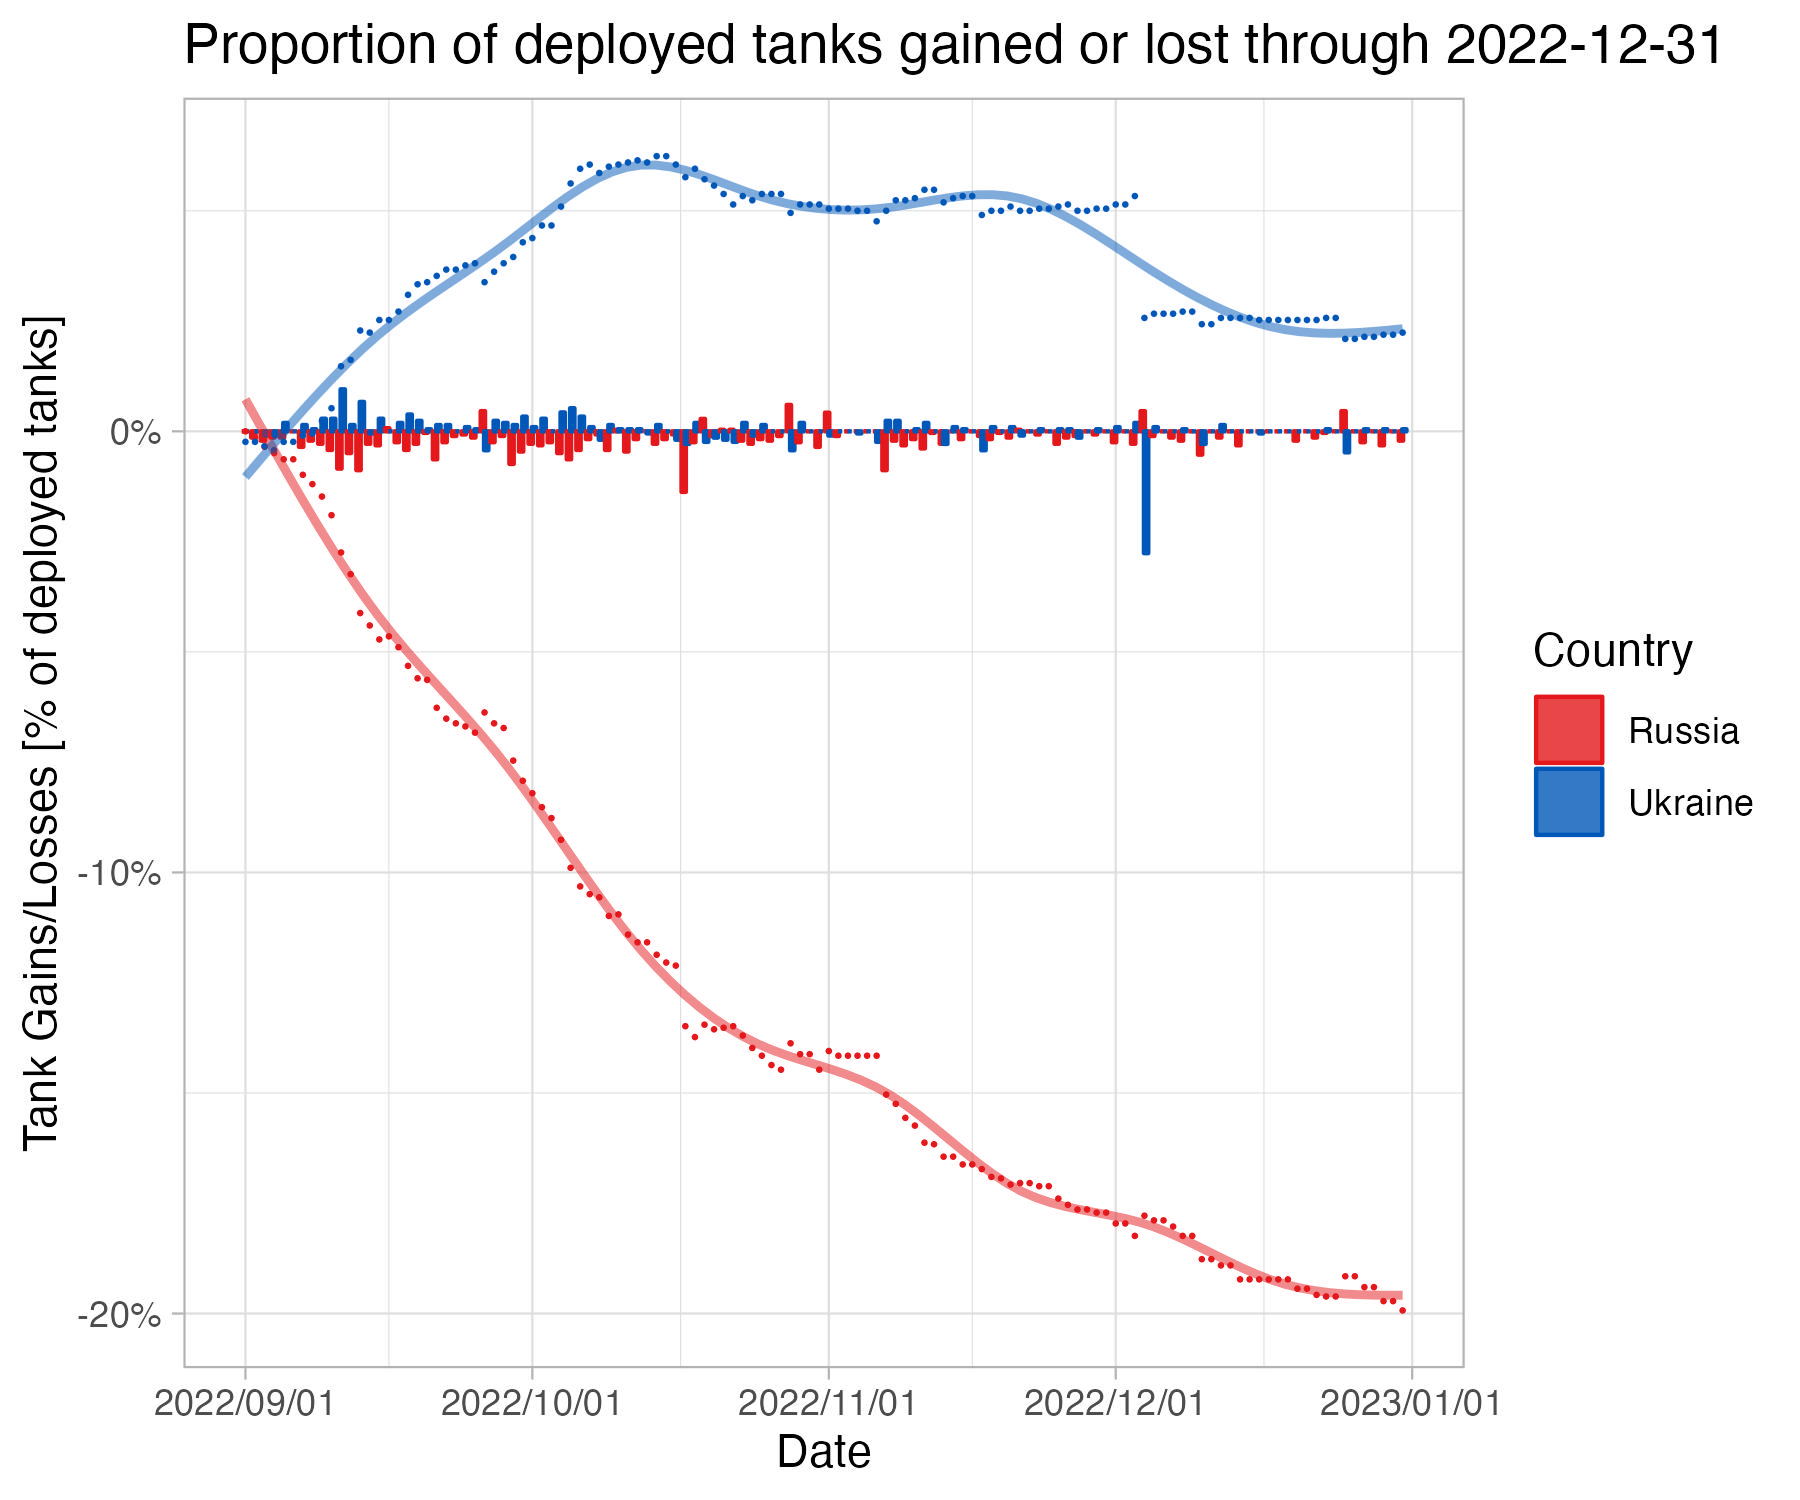 Proportion of deployed tanks gained or lost through 2022-12-31
Tank Gains/Losses [% of deployed tanks]
0%
-10%
-20%
2022/09/01
2022/10/01
2022/11/01
2022/12/01
2023/01/01
Date
Country
Russia
Ukraine